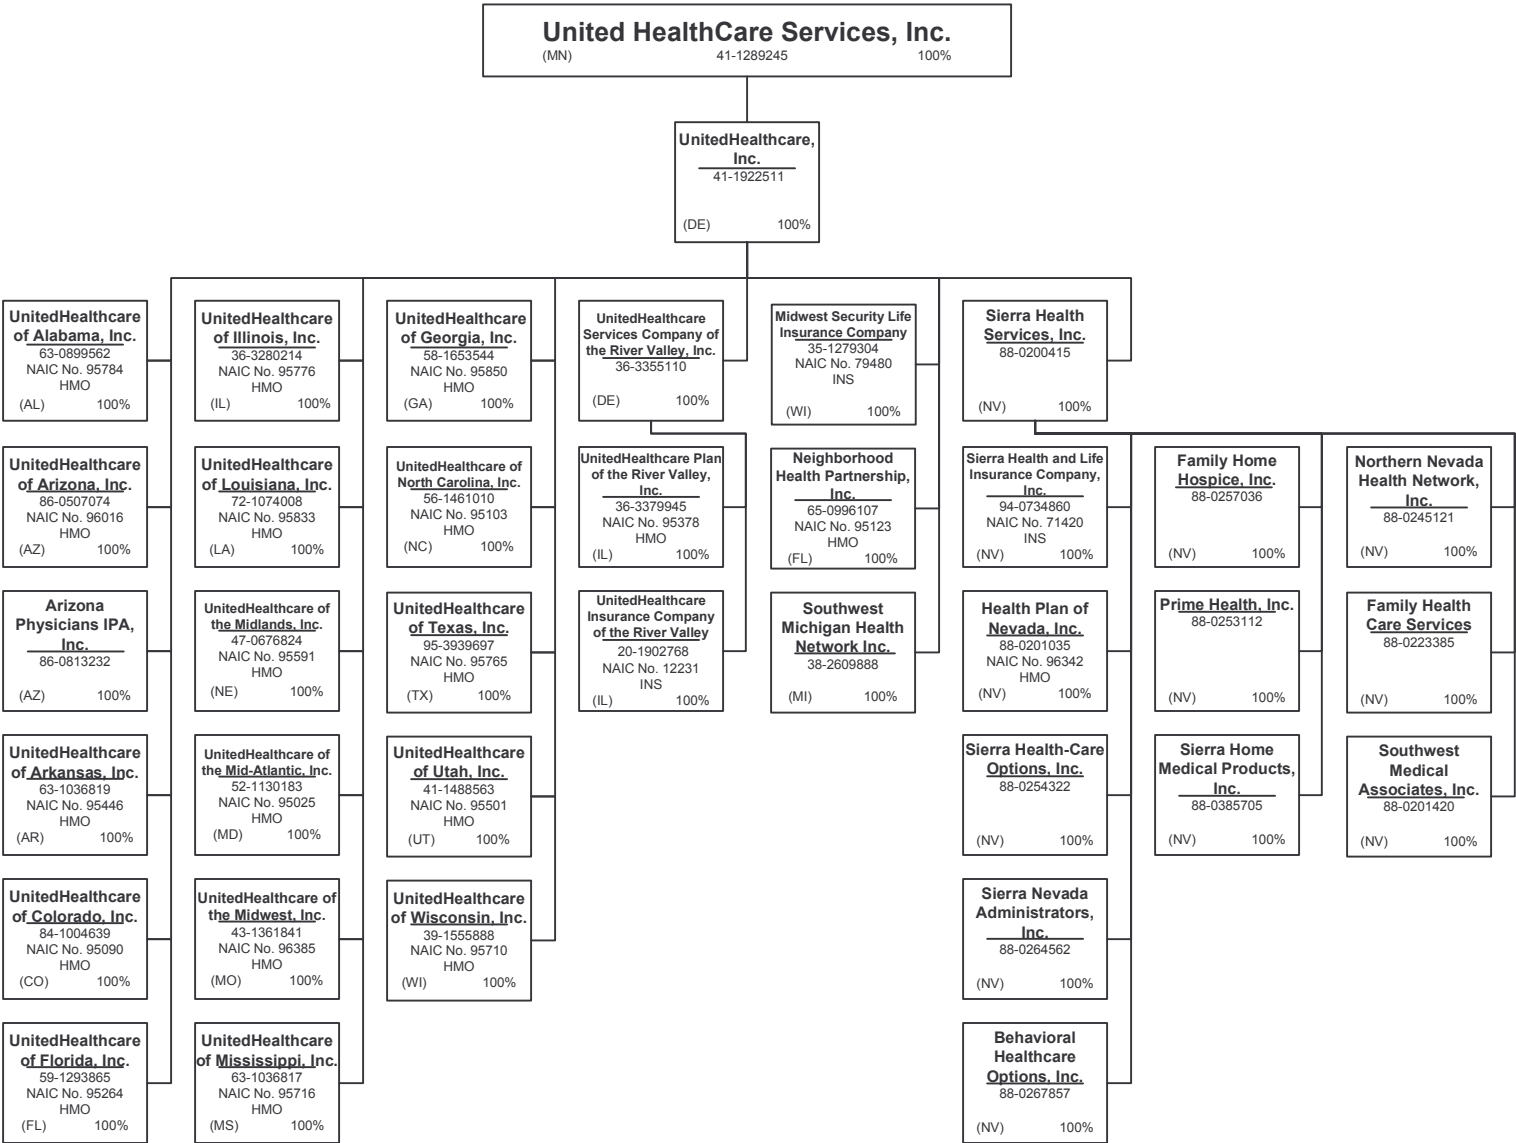 United HealthCare Services, Inc.
(MN) 41-1289245 100%
UnitedHealthcare,
Inc.
41-1922511
(DE) 100%
UnitedHealthcare
of Alabama, Inc.
63-0899562
NAIC No. 95784
HMO
(AL) 100%
UnitedHealthcare
of Illinois, Inc.
36-3280214
NAIC No. 95776
HMO
(IL) 100%
UnitedHealthcare
of Georgia, Inc.
58-1653544
NAIC No. 95850
HMO
(GA) 100%
UnitedHealthcare
Services Company of
the River Valley, Inc.
36-3355110
(DE) 100%
Midwest Security Life
Insurance Company
35-1279304
NAIC No. 79480
INS
(WI) 100%
Sierra Health
Services, Inc.
88-0200415
(NV) 100%
UnitedHealthcare
of Arizona, Inc.
86-0507074
NAIC No. 96016
HMO
(AZ) 100%
UnitedHealthcare
of Louisiana, Inc.
72-1074008
NAIC No. 95833
HMO
(LA) 100%
UnitedHealthcare of
North Carolina, Inc.
56-1461010
NAIC No. 95103
HMO
(NC) 100%
UnitedHealthcare Plan
of the River Valley,
Inc.
36-3379945
NAIC No. 95378
HMO
(IL) 100%
Neighborhood
Health Partnership,
Inc.
65-0996107
NAIC No. 95123
HMO
(FL) 100%
Sierra Health and Life
Insurance Company,
Inc.
94-0734860
NAIC No. 71420
INS
(NV) 100%
Family Home
Hospice, Inc.
88-0257036
(NV) 100%
Northern Nevada
Health Network,
Inc.
88-0245121
(NV) 100%
Arizona
Physicians IPA,
Inc.
86-0813232
(AZ) 100%
UnitedHealthcare of
the Midlands, Inc.
47-0676824
NAIC No. 95591
HMO
(NE) 100%
UnitedHealthcare
of Texas, Inc.
95-3939697
NAIC No. 95765
HMO
(TX) 100%
UnitedHealthcare
Insurance Company
of the River Valley
20-1902768
NAIC No. 12231
INS
(IL) 100%
Southwest
Michigan Health
Network Inc.
38-2609888
(MI) 100%
Health Plan of
Nevada, Inc.
88-0201035
NAIC No. 96342
HMO
(NV) 100%
Prime Health, Inc.
88-0253112
(NV) 100%
Family Health
Care Services
88-0223385
(NV) 100%
UnitedHealthcare
of Arkansas, Inc.
63-1036819
NAIC No. 95446
HMO
(AR) 100%
UnitedHealthcare of
the Mid-Atlantic, Inc.
52-1130183
NAIC No. 95025
HMO
(MD) 100%
UnitedHealthcare
of Utah, Inc.
41-1488563
NAIC No. 95501
HMO
(UT) 100%
Sierra Health-Care
Options, Inc.
88-0254322
(NV) 100%
Sierra Home
Medical Products,
Inc.
88-0385705
(NV) 100%
Southwest
Medical
Associates, Inc.
88-0201420
(NV) 100%
UnitedHealthcare
of Colorado, Inc.
84-1004639
NAIC No. 95090
HMO
(CO) 100%
UnitedHealthcare of
the Midwest, Inc.
43-1361841
NAIC No. 96385
HMO
(MO) 100%
UnitedHealthcare
of Wisconsin, Inc.
39-1555888
NAIC No. 95710
HMO
(WI) 100%
Sierra Nevada
Administrators,
Inc.
88-0264562
(NV) 100%
UnitedHealthcare
of Florida, Inc.
59-1293865
NAIC No. 95264
HMO
(FL) 100%
UnitedHealthcare
of Mississippi, Inc.
63-1036817
NAIC No. 95716
HMO
(MS) 100%
Behavioral
Healthcare
Options, Inc.
88-0267857
(NV) 100%